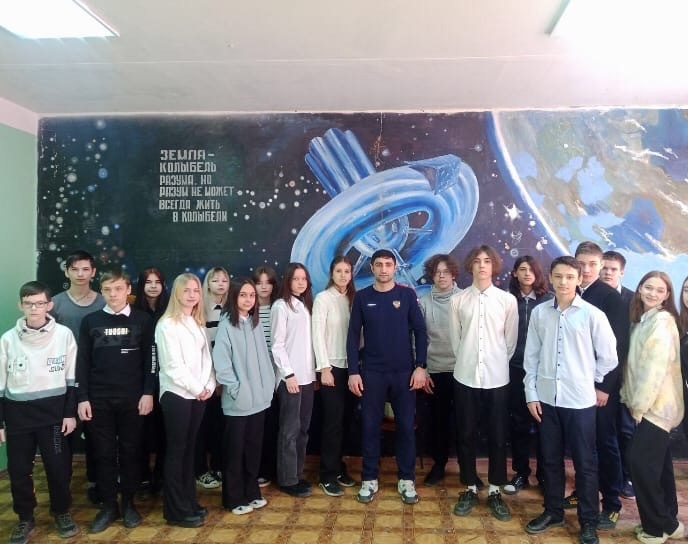 ЗЕМЛЯ-
КОЛЫБЕЛЬ
РАЗУМА, НО
РАЗУМ НЕ МОЖЕТ
ВСЕГДА ЖИТЬ
В КОЛЫБЕЛИ